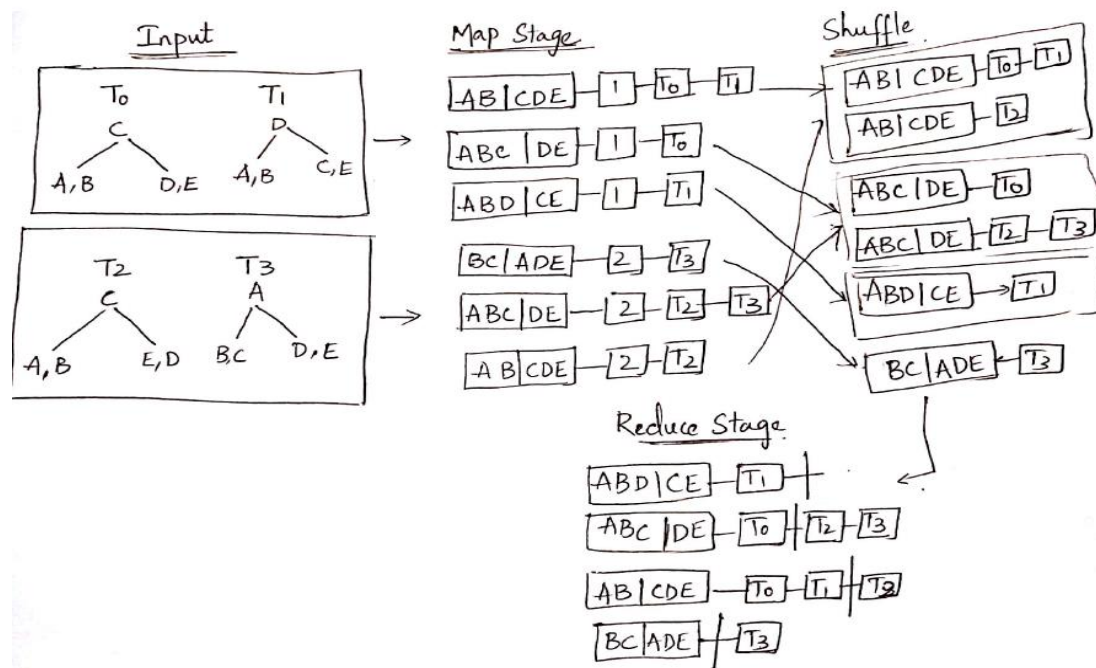 Input
T0 T1
C D
A,B D,E A,B C,E
T2 T3
C A
A,B E,D B,C D,E
Map Stage
AB|CDE 1 T0 T1
ABC|DE 1 T0
ABD|CE 1 T1
BC|ADE 2 T3
ABC|DE 2 T2 T3
AB|CDE 2 T2
Shuffle
AB|CDE T0 T1
AB|CDE T2
ABC|DE T0
ABC|DE T2 T3
ABD|CE T1
BC|ADE T3
Reduce Stage
ABD|CE T1
ABC|DE T0 T2 T3
AB|CDE T0 T1 T2
BC|ADE T3